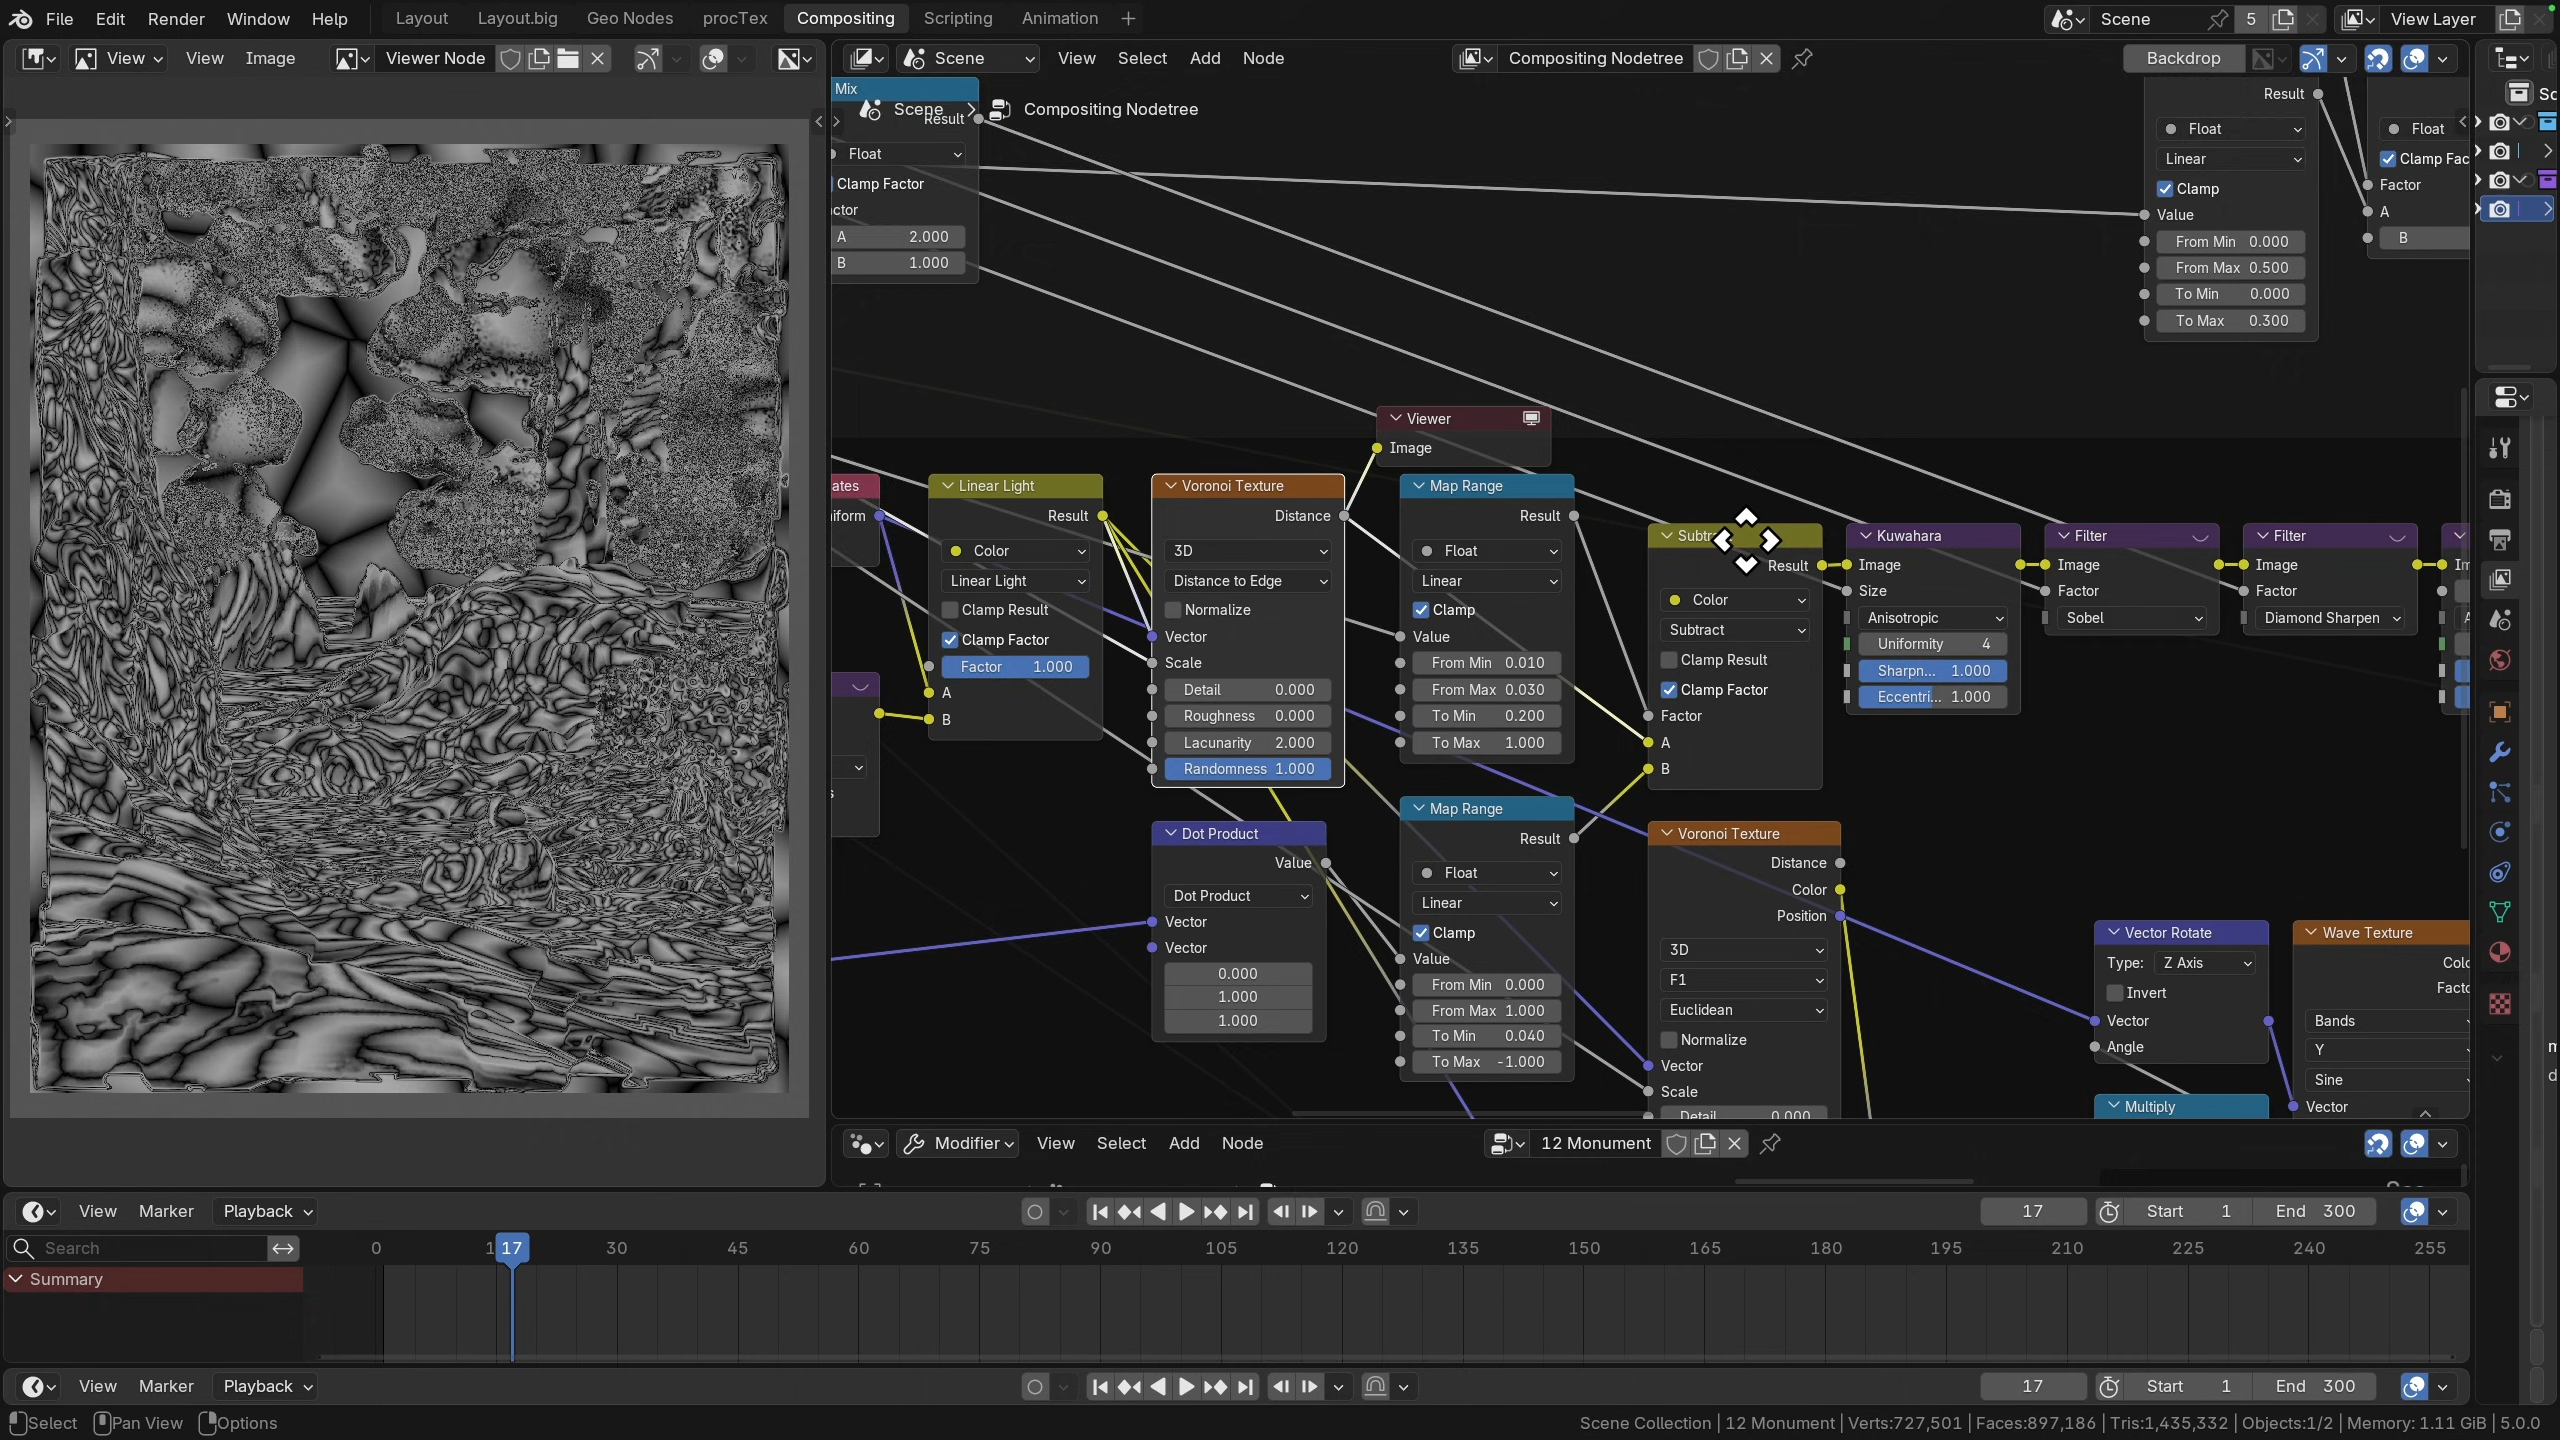 File Edit Render Window Help Layout Layout.big Geo Nodes procTex Compositing Scripting Animation Scene 5 View Layer
View View Image Viewer Node Scene View Select Add Node Compositing Nodetree Backdrop
Mix
Scene Compositing Nodetree
Result
Float
Clamp Factor
A 2.000
B 1.000
Result
Float
Linear
Clamp
Value
From Min 0.000
From Max 0.500
To Min 0.000
To Max 0.300
Float
Clamp Fac
Factor
A
B
Viewer
Image
Linear Light
Result
Color
Linear Light
Clamp Result
Clamp Factor
Factor 1.000
A
B
Voronoi Texture
Distance
3D
Distance to Edge
Normalize
Vector
Scale
Detail 0.000
Roughness 0.000
Lacunarity 2.000
Randomness 1.000
Map Range
Result
Float
Linear
Clamp
Value
From Min 0.010
From Max 0.030
To Min 0.200
To Max 1.000
Subtr
Result
Color
Subtract
Clamp Result
Clamp Factor
Factor
A
B
Kuwahara
Image
Size
Anisotropic
Uniformity 4
Sharpn... 1.000
Eccentri... 1.000
Filter
Image
Factor
Sobel
Filter
Image
Factor
Diamond Sharpen
Dot Product
Value
Dot Product
Vector
Vector
0.000
1.000
1.000
Map Range
Result
Float
Linear
Clamp
Value
From Min 0.000
From Max 1.000
To Min 0.040
To Max -1.000
Voronoi Texture
Distance
Color
Position
3D
F1
Euclidean
Normalize
Vector
Scale
Detail 0.000
Vector Rotate
Type: Z Axis
Invert
Vector
Angle
Multiply
Wave Texture
Colo
Facto
Bands
Y
Sine
Vector
Modifier View Select Add Node 12 Monument
View Marker Playback 17 Start 1 End 300
Search 0 17 30 45 60 75 90 105 120 135 150 165 180 195 210 225 240 255
Summary
View Marker Playback 17 Start 1 End 300
Select Pan View Options Scene Collection | 12 Monument | Verts:727,501 | Faces:897,186 | Tris:1,435,332 | Objects:1/2 | Memory: 1.11 GiB | 5.0.0